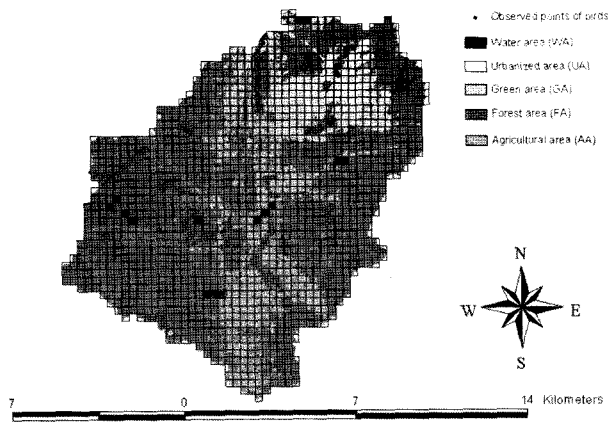 Observed points of birds
Water area (WA)
Urbanized area (UA)
Green area (GA)
Forest area (FA)
Agricultural area (AA)
N
W E
S
7 0 7 14 Kilometers